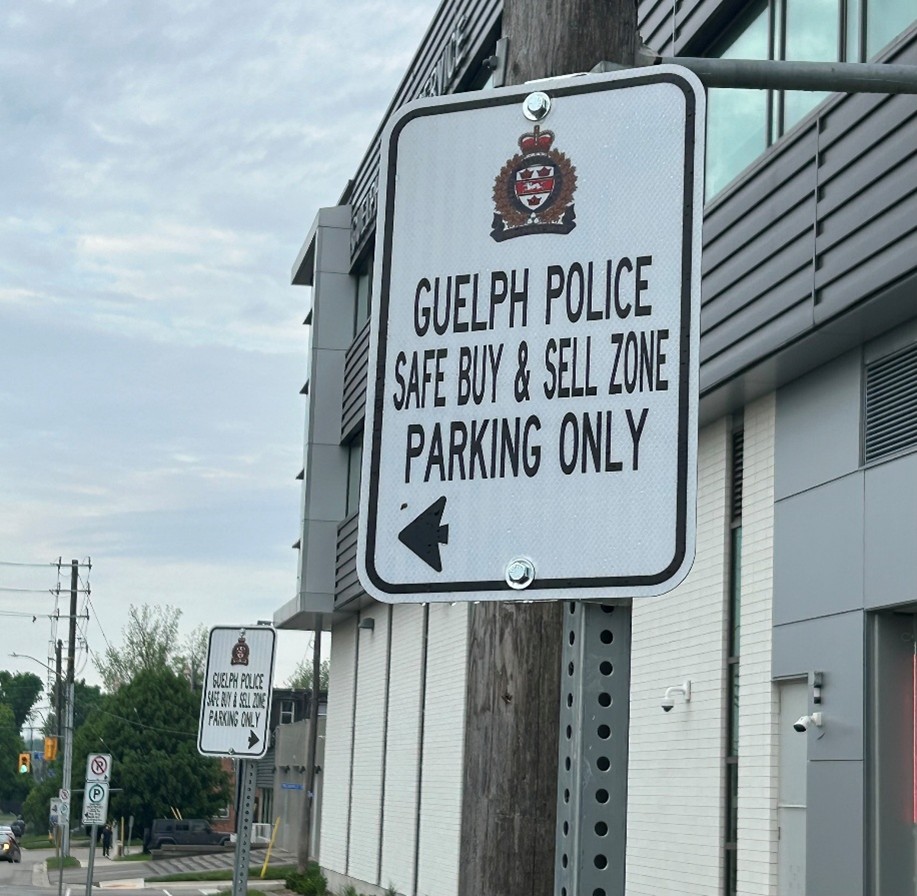 GUELPH POLICE
SAFE BUY & SELL ZONE
PARKING ONLY
GUELPH POLICE
SAFE BUY & SELL ZONE
PARKING ONLY
P
P